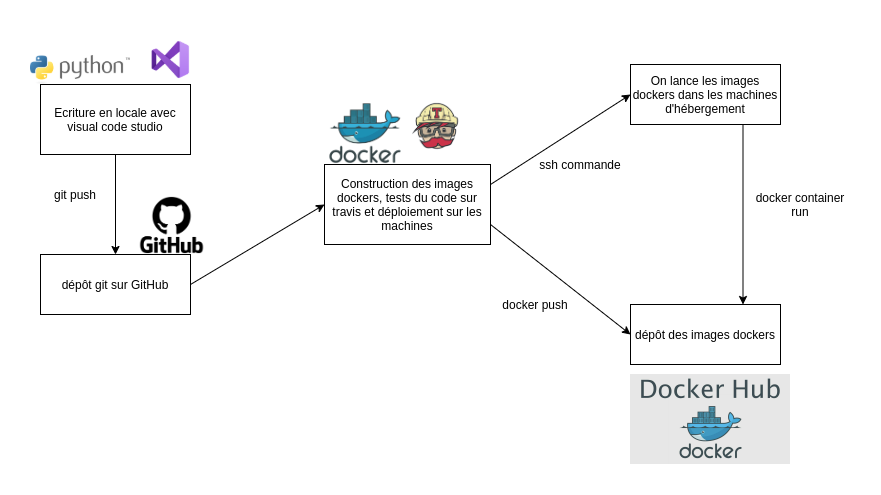 python™
Ecriture en locale avec
visual code studio
git push
GitHub
dépôt git sur GitHub
docker
T
Construction des images
dockers, tests du code sur
travis et déploiement sur les
machines
ssh commande
docker push
On lance les images
dockers dans les machines
d'hébergement
docker container
run
dépôt des images dockers
Docker Hub
docker